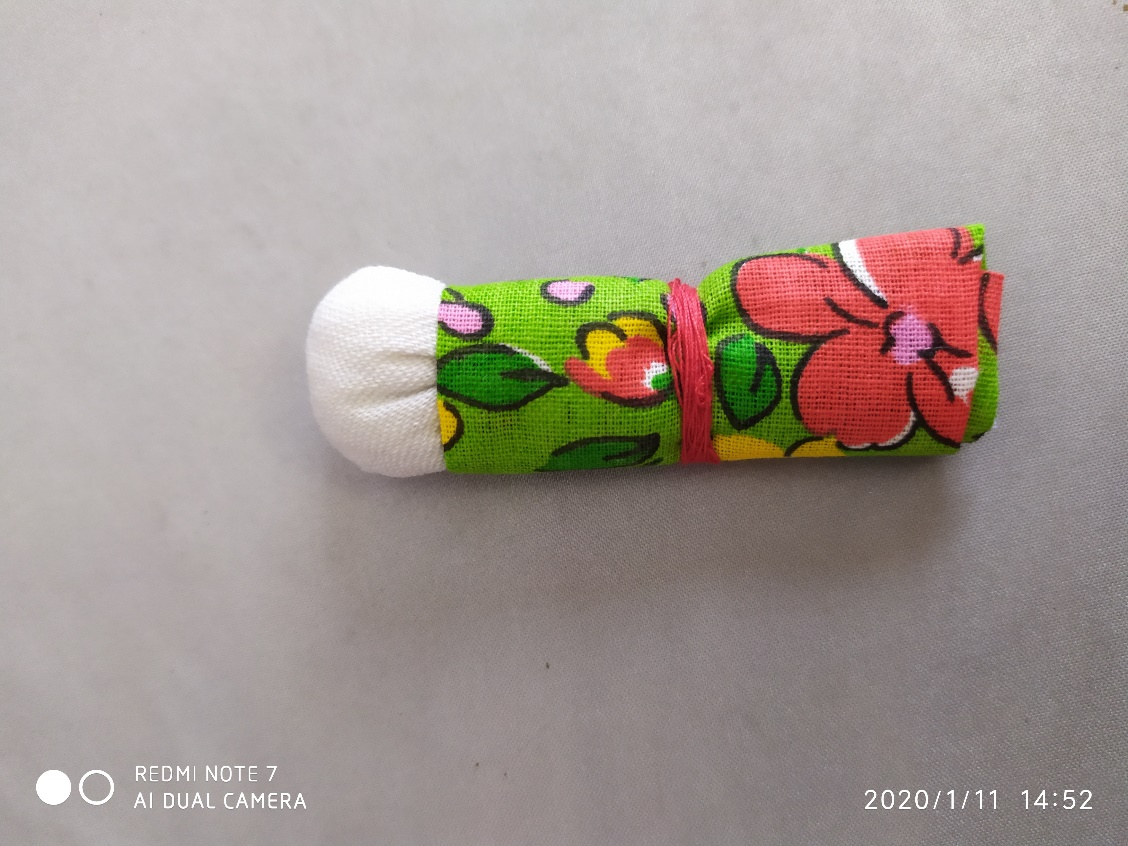 REDMI NOTE 7
AI DUAL CAMERA
2020/1/11 14:52